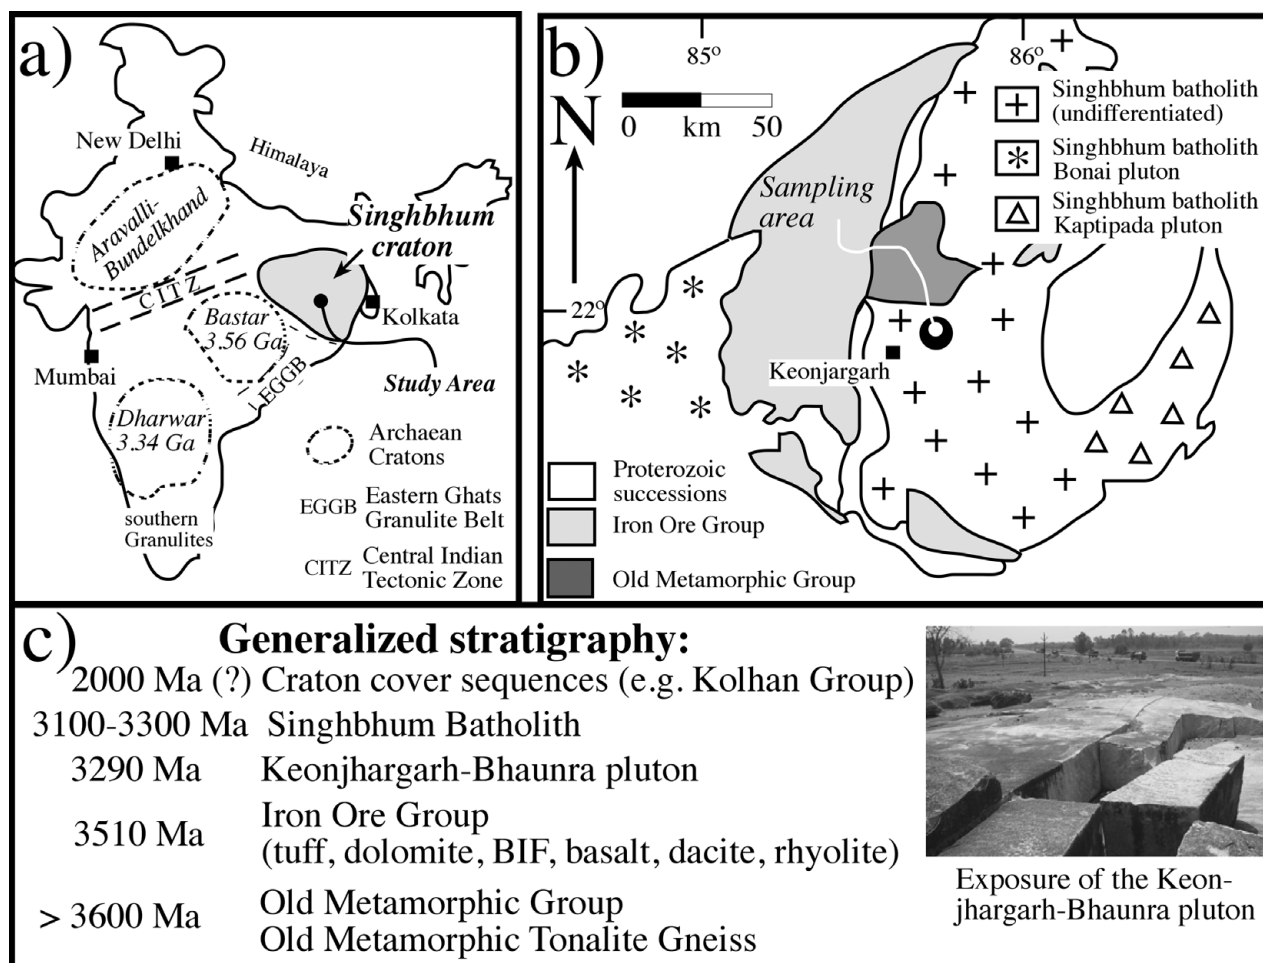 a)
New Delhi
Himalaya
Aravalli-
Bundelkhand
Singhbhum
craton
CITZ
Bastar
3.56 Ga
Kolkata
Mumbai
EGGB
Study Area
Dharwar
3.34 Ga
Archaean
Cratons
EGGB Eastern Ghats
Granulite Belt
southern
Granulites
CITZ Central Indian
Tectonic Zone
b)
85º
86º
N
0 km 50
Singhbhum batholith
(undifferentiated)
Singhbhum batholith
Bonai pluton
Singhbhum batholith
Kaptipada pluton
Sampling
area
22º
Keonjargarh
Proterozoic
successions
Iron Ore Group
Old Metamorphic Group
c)
Generalized stratigraphy:
2000 Ma (?) Craton cover sequences (e.g. Kolhan Group)
3100-3300 Ma Singhbhum Batholith
3290 Ma Keonjhargarh-Bhaunra pluton
3510 Ma Iron Ore Group
(tuff, dolomite, BIF, basalt, dacite, rhyolite)
> 3600 Ma Old Metamorphic Group
Old Metamorphic Tonalite Gneiss
Exposure of the Keon-
jhargarh-Bhaunra pluton